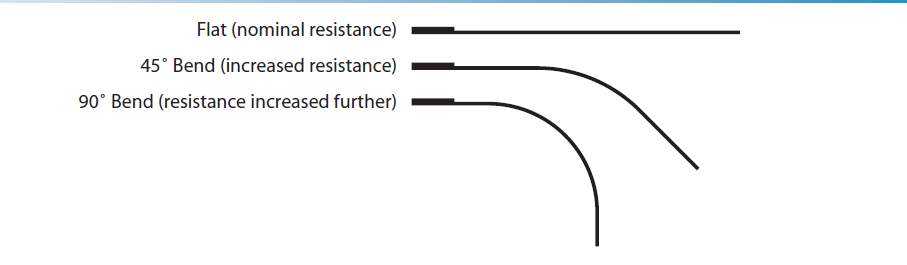 Flat (nominal resistance)
45˚ Bend (increased resistance)
90˚ Bend (resistance increased further)